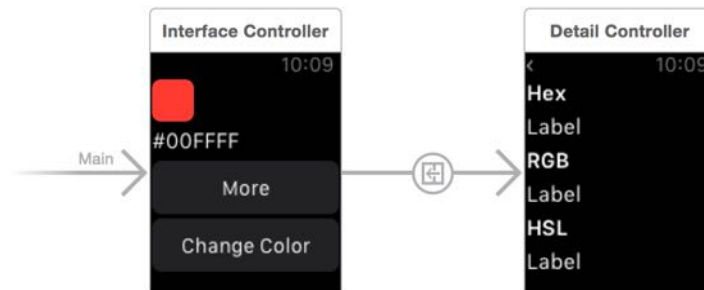 Interface Controller
10:09
#00FFFF
More
Change Color
Main
Detail Controller
‹ 10:09
Hex
Label
RGB
Label
HSL
Label